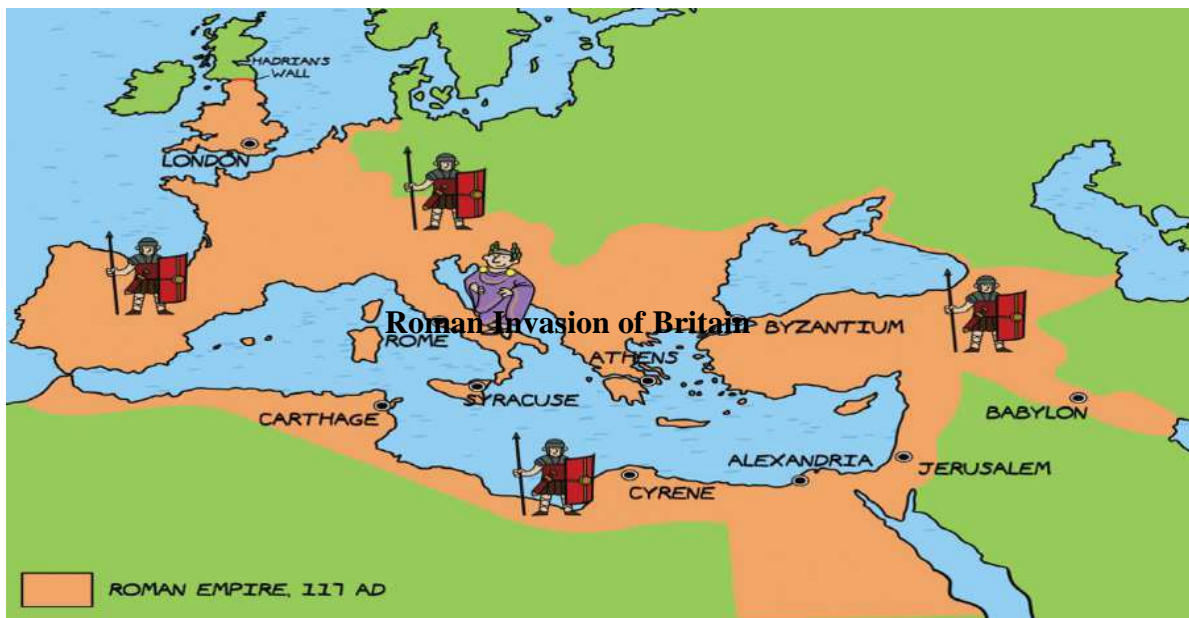 HADRIAN'S
WALL
LONDON
Roman Invasion of Britain
ROME
BYZANTIUM
ATHENS
SYRACUSE
CARTHAGE
BABYLON
ALEXANDRIA
JERUSALEM
CYRENE
ROMAN EMPIRE, 117 AD